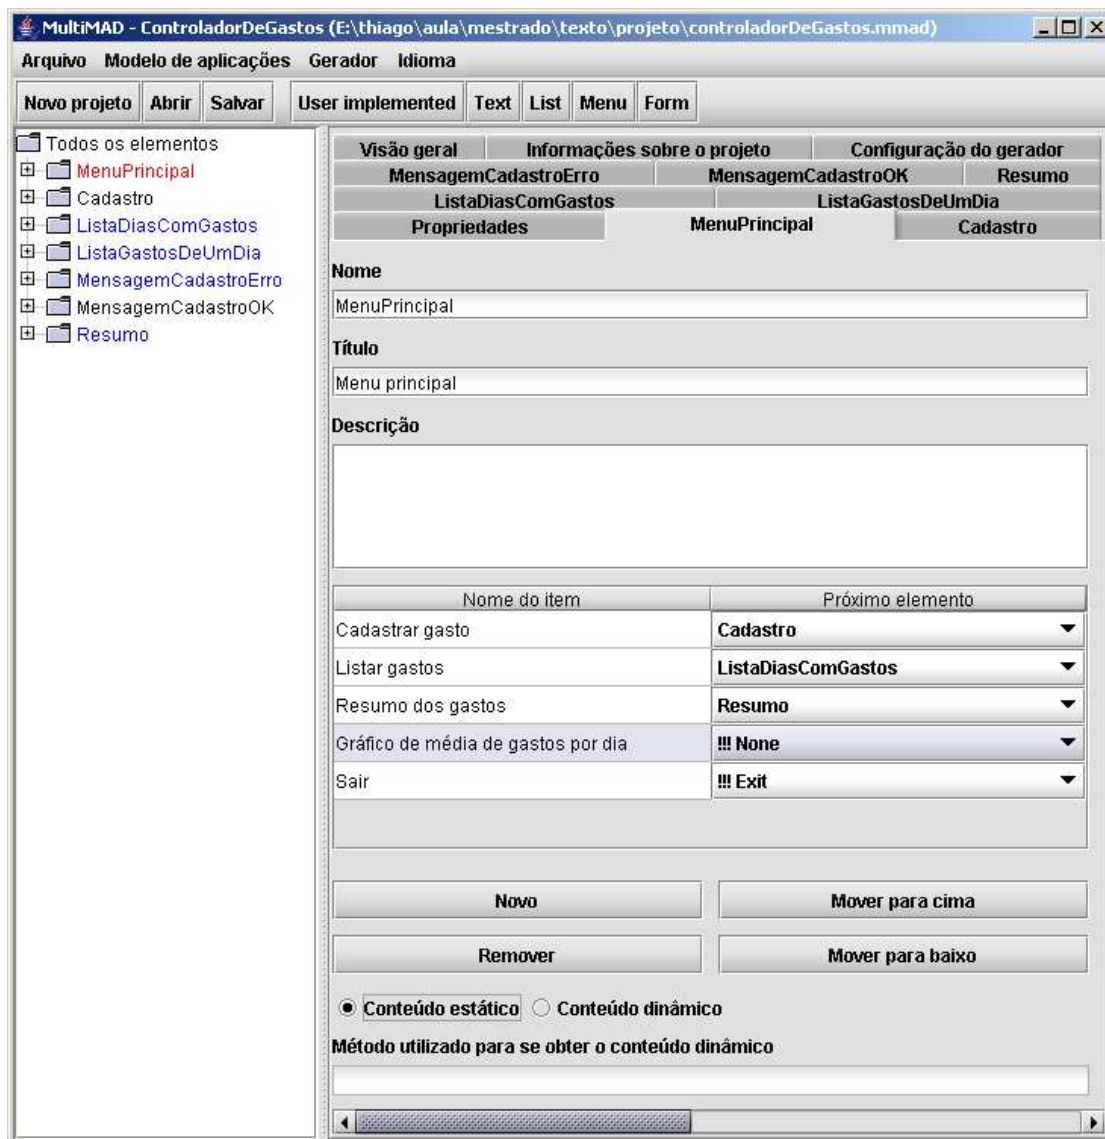 MultiMAD - ControladorDeGastos (E:\thiago\aula\mestrado\texto\projeto\controladorDeGastos.mmad)
Arquivo Modelo de aplicações Gerador Idioma
Novo projeto Abrir Salvar User implemented Text List Menu Form
Todos os elementos
MenuPrincipal
Cadastro
ListaDiasComGastos
ListaGastosDeUmDia
MensagemCadastroErro
MensagemCadastroOK
Resumo
Visão geral Informações sobre o projeto Configuração do gerador
MensagemCadastroErro MensagemCadastroOK Resumo
ListaDiasComGastos ListaGastosDeUmDia
Propriedades MenuPrincipal Cadastro
Nome
MenuPrincipal
Título
Menu principal
Descrição
Nome do item Próximo elemento
Cadastrar gasto Cadastro
Listar gastos ListaDiasComGastos
Resumo dos gastos Resumo
Gráfico de média de gastos por dia !!! None
Sair !!! Exit
Novo Mover para cima
Remover Mover para baixo
Conteúdo estático Conteúdo dinâmico
Método utilizado para se obter o conteúdo dinâmico